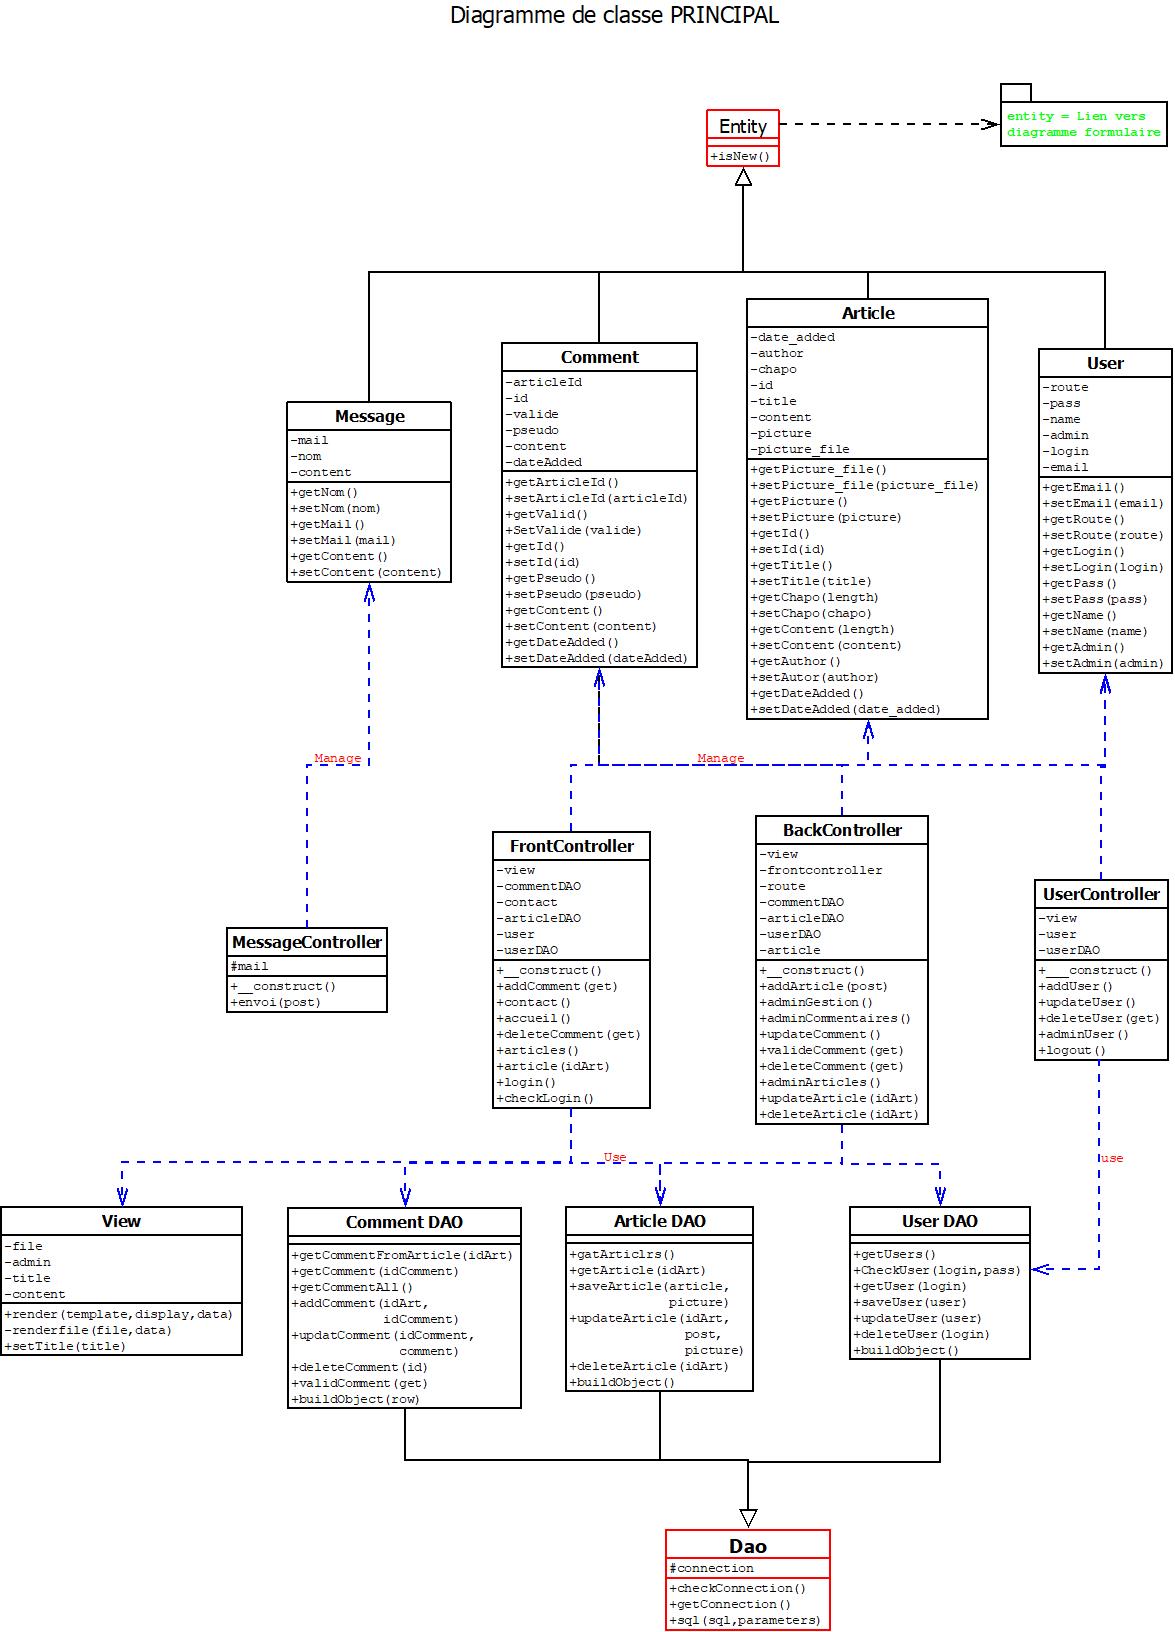 Diagramme de classe PRINCIPAL
Entity
+isNew()
entity = Lien vers
diagramme formulaire
Message
-mail
-nom
-content
+getNom()
+setNom(nom)
+getMail()
+setMail(mail)
+getContent()
+setContent(content)
Comment
-articleId
-id
-valide
-pseudo
-content
-dateAdded
+getArticleId()
+setArticleId(articleId)
+getValid()
+SetValide(valide)
+getId()
+setId(id)
+getPseudo()
+setPseudo(pseudo)
+getContent()
+setContent(content)
+getDateAdded()
+setDateAdded(dateAdded)
Article
-date_added
-author
-chapo
-id
-title
-content
-picture
-picture_file
+getPicture_file()
+setPicture_file(picture_file)
+getPicture()
+setPicture(picture)
+getId()
+setId(id)
+getTitle()
+setTitle(title)
+getChapo(length)
+setChapo(chapo)
+getContent(length)
+setContent(content)
+getAuthor()
+setAutor(author)
+getDateAdded()
+setDateAdded(date_added)
User
-route
-pass
-name
-admin
-login
-email
+getEmail()
+setEmail(email)
+getRoute()
+setRoute(route)
+getLogin()
+setLogin(login)
+getPass()
+setPass(pass)
+getName()
+setName(name)
+getAdmin()
+setAdmin(admin)
Manage
Manage
MessageController
#mail
+__construct()
+envoi(post)
FrontController
-view
-commentDAO
-contact
-articleDAO
-user
-userDAO
+__construct()
+addComment(get)
+contact()
+accueil()
+deleteComment(get)
+articles()
+article(idArt)
+login()
+checkLogin()
BackController
-view
-frontcontroller
-route
-commentDAO
-articleDAO
-userDAO
-article
+__construct()
+addArticle(post)
+adminGestion()
+adminCommentaires()
+updateComment()
+valideComment(get)
+deleteComment(get)
+adminArticles()
+updateArticle(idArt)
+deleteArticle(idArt)
UserController
-view
-user
-userDAO
+___construct()
+addUser()
+updateUser()
+deleteUser(get)
+adminUser()
+logout()
Use
use
View
-file
-admin
-title
-content
+render(template,display,data)
-renderfile(file,data)
+setTitle(title)
Comment DAO
+getCommentFromArticle(idArt)
+getComment(idComment)
+getCommentAll()
+addComment(idArt,
idComment)
+updatComment(idComment,
comment)
+deleteComment(id)
+validComment(get)
+buildObject(row)
Article DAO
+gatArticlrs()
+getArticle(idArt)
+saveArticle(article,
picture)
+updateArticle(idArt,
post,
picture)
+deleteArticle(idArt)
+buildObject()
User DAO
+getUsers()
+CheckUser(login,pass)
+getUser(login)
+saveUser(user)
+updateUser(user)
+deleteUser(login)
+buildObject()
Dao
#connection
+checkConnection()
+getConnection()
+sql(sql,parameters)